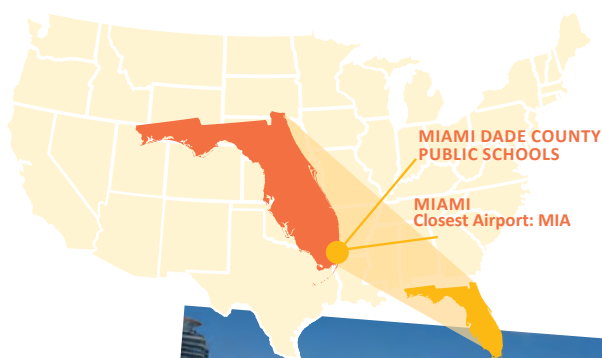 MIAMI DADE COUNTY
PUBLIC SCHOOLS
MIAMI
Closest Airport: MIA